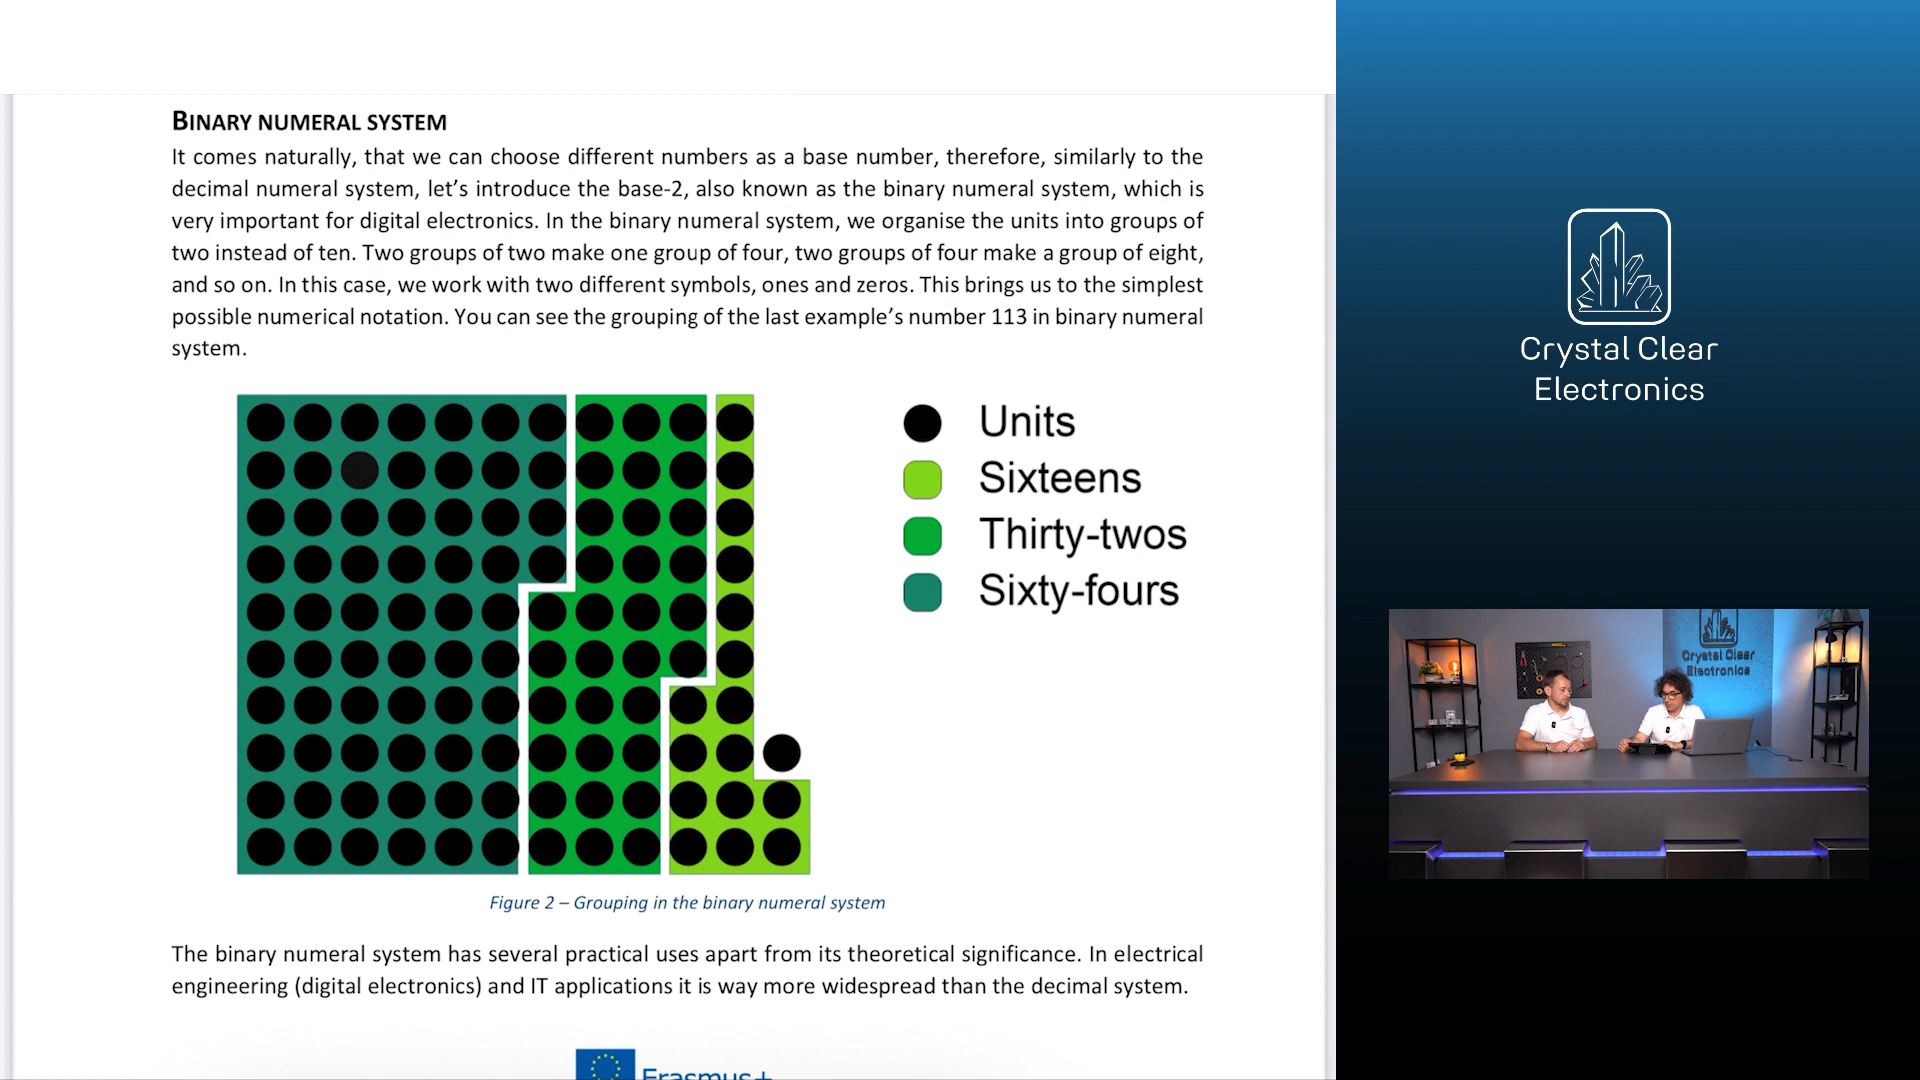 BINARY NUMERAL SYSTEM
It comes naturally, that we can choose different numbers as a base number, therefore, similarly to the
decimal numeral system, let’s introduce the base-2, also known as the binary numeral system, which is
very important for digital electronics. In the binary numeral system, we organise the units into groups of
two instead of ten. Two groups of two make one group of four, two groups of four make a group of eight,
and so on. In this case, we work with two different symbols, ones and zeros. This brings us to the simplest
possible numerical notation. You can see the grouping of the last example’s number 113 in binary numeral
system.
Units
Sixteens
Thirty-twos
Sixty-fours
Figure 2 – Grouping in the binary numeral system
The binary numeral system has several practical uses apart from its theoretical significance. In electrical
engineering (digital electronics) and IT applications it is way more widespread than the decimal system.
Erasmus+
Crystal Clear
Electronics
Crystal Clear
Electronics